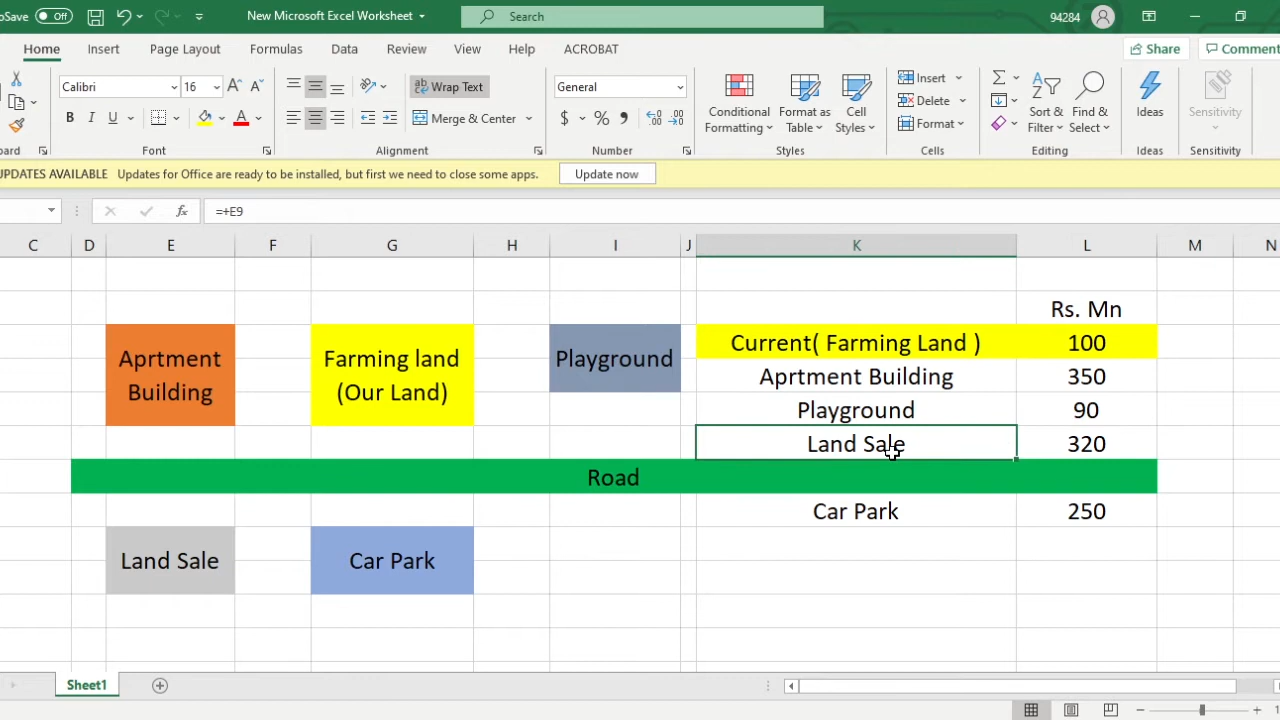 oSave Off New Microsoft Excel Worksheet Search 94284
Home Insert Page Layout Formulas Data Review View Help ACROBAT Share Comment
Calibri 16 A A ab Wrap Text General Insert Σ
Conditional Format as Cell Delete Sort & Find & Ideas Sensitivity
B I U A Merge & Center $ % Formatting Table Styles Format Filter Select
oard Font Alignment Number Styles Cells Editing Ideas Sensitivity
UPDATES AVAILABLE Updates for Office are ready to be installed, but first we need to close some apps. Update now
fx =+E9
C D E F G H I J K L M N
Rs. Mn
Current( Farming Land ) 100
Aprtment Farming land Playground
Building (Our Land)
Aprtment Building 350
Playground 90
Land Sale 320
Road
Car Park 250
Land Sale Car Park
Sheet1